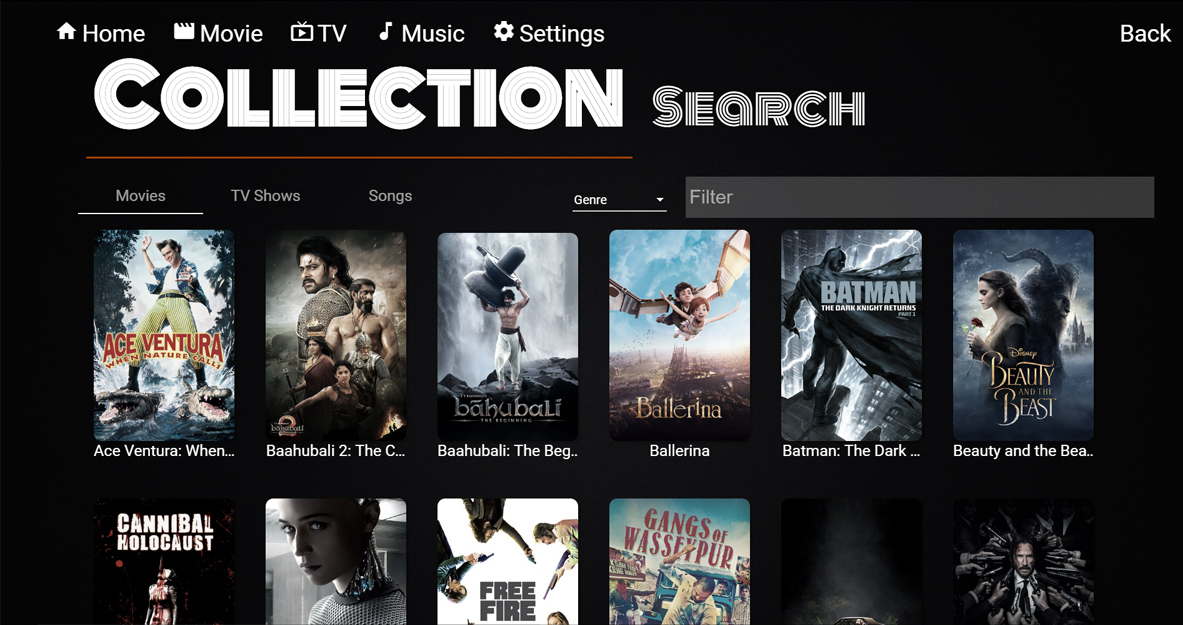 Home Movie TV Music Settings Back
COLLECTION SEARCH
Movies TV Shows Songs Genre Filter
ACE VENTURA
WHEN NATURE CALLS
bāhubali
2
bāhubali
THE BEGINNING
Ballerina
BATMAN
THE DARK KNIGHT RETURNS
PART 1
Disney
BEAUTY
AND THE
BEAST
Ace Ventura: When...
Baahubali 2: The C...
Baahubali: The Beg..
Ballerina
Batman: The Dark ...
Beauty and the Bea..
CANNIBAL
HOLOCAUST
FREE
FIRE
GANGS OF
WASSEYPUR